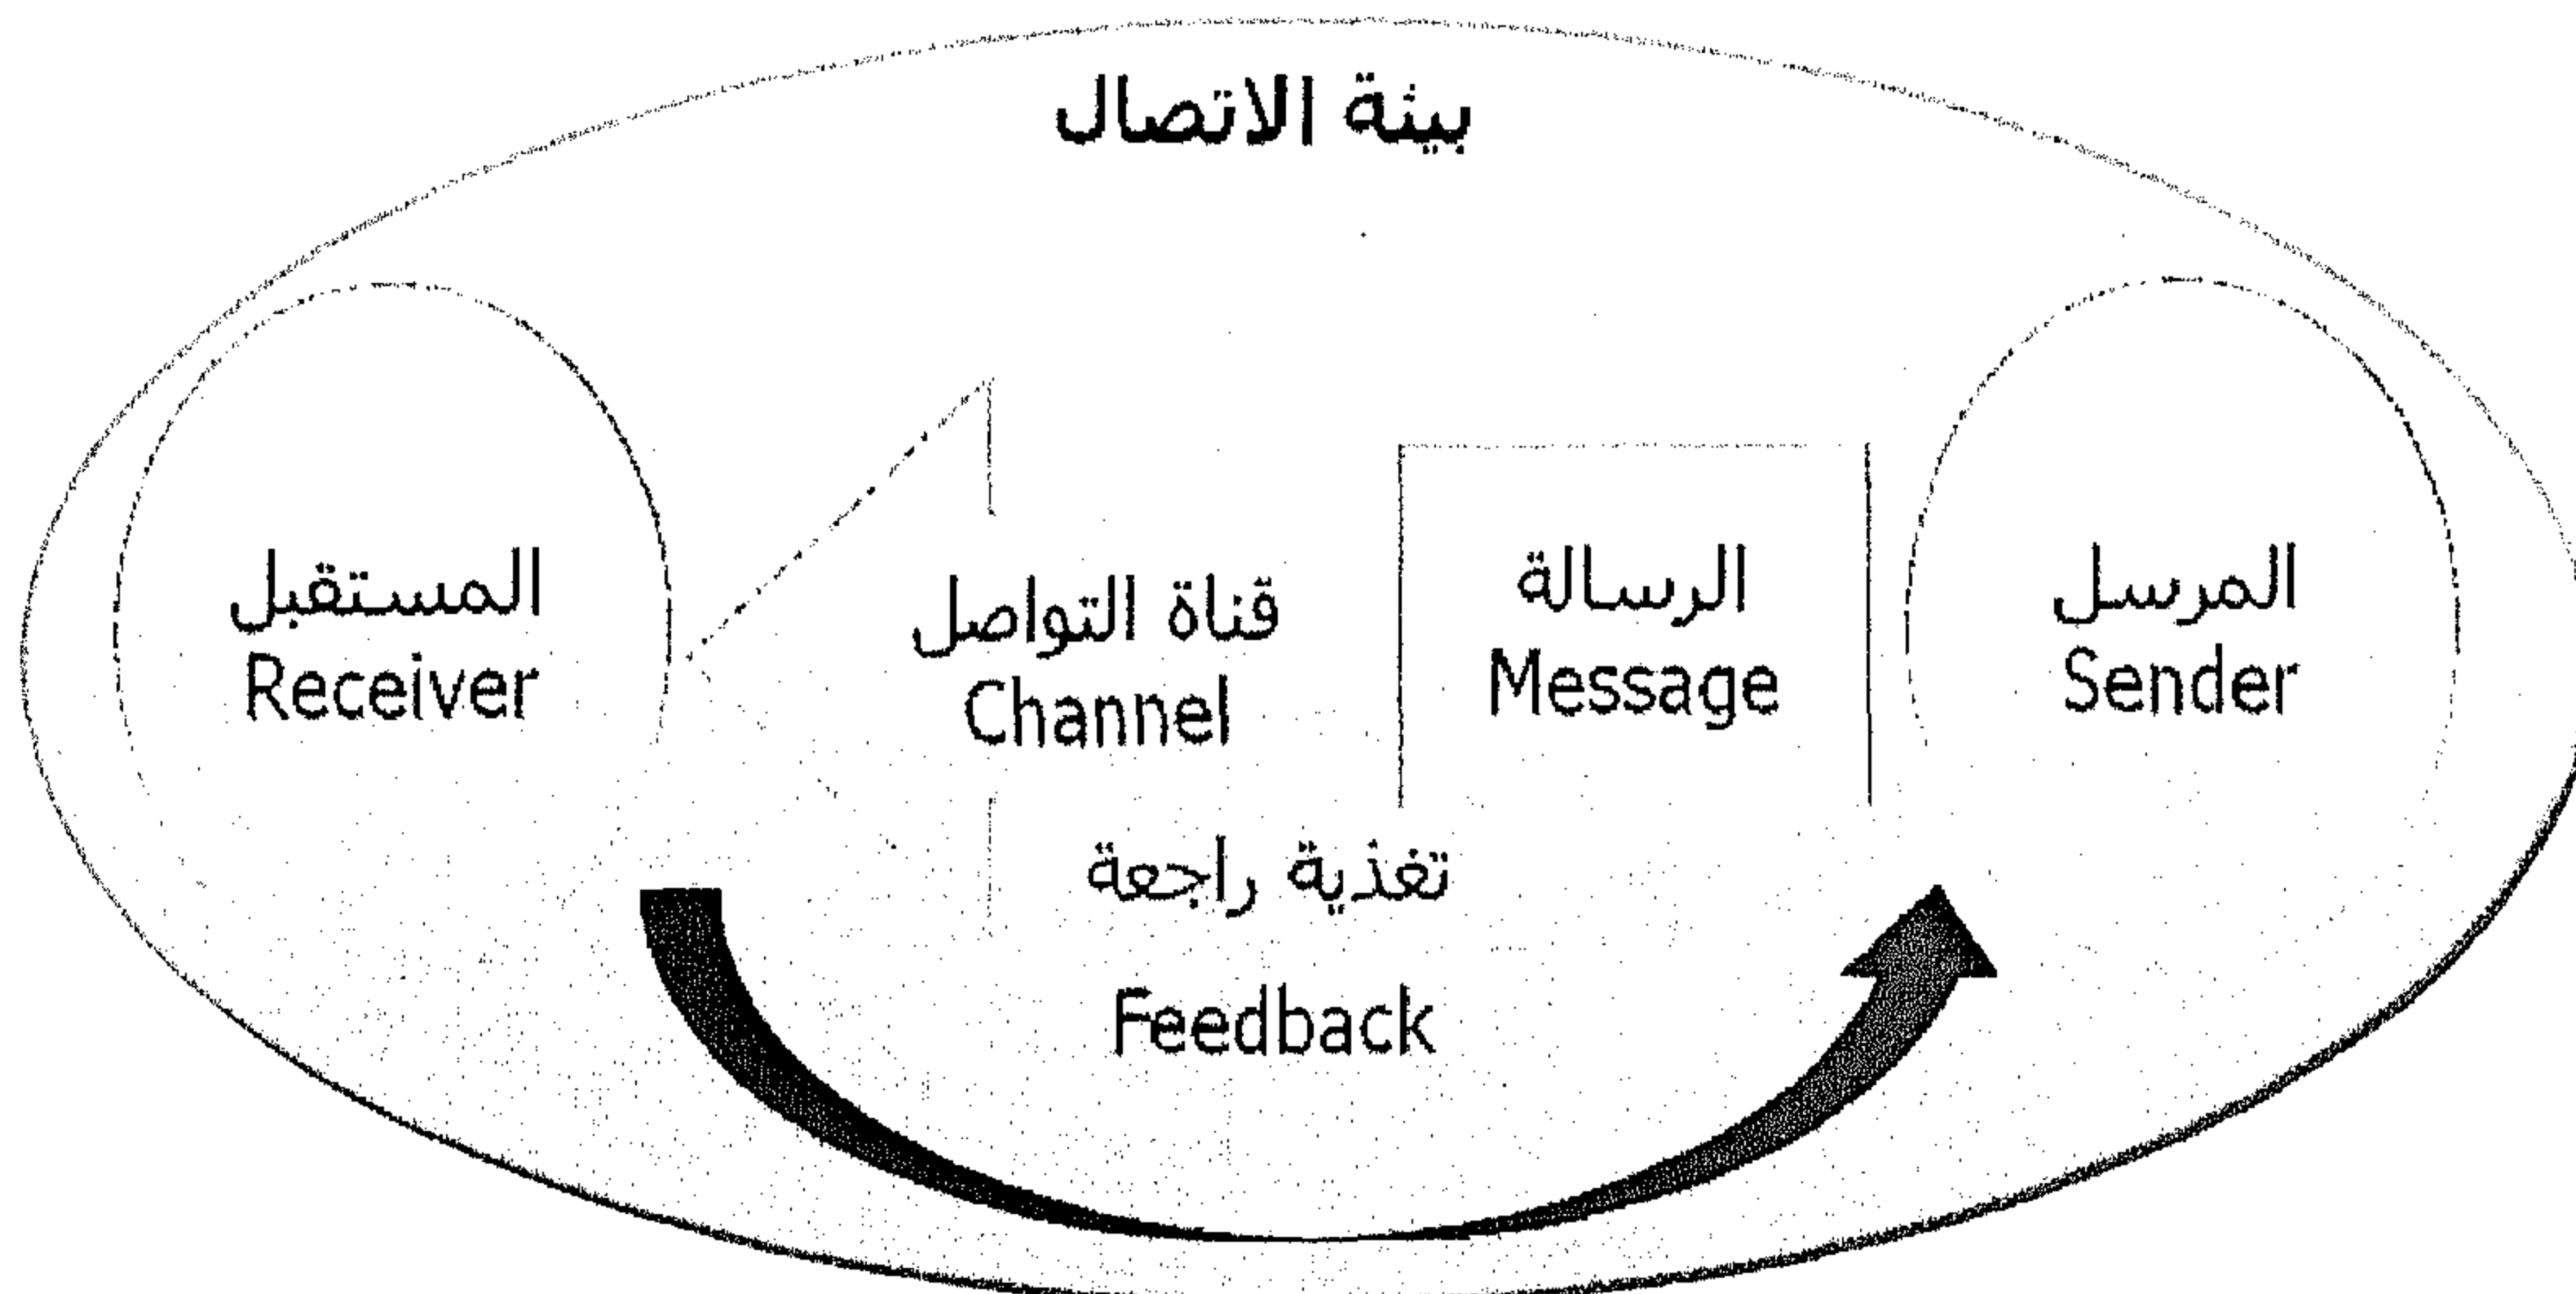 بيئة الاتصال
المرسل
Sender
الرسالة
Message
قناة التواصل
Channel
المستقبل
Receiver
تغذية راجعة
Feedback